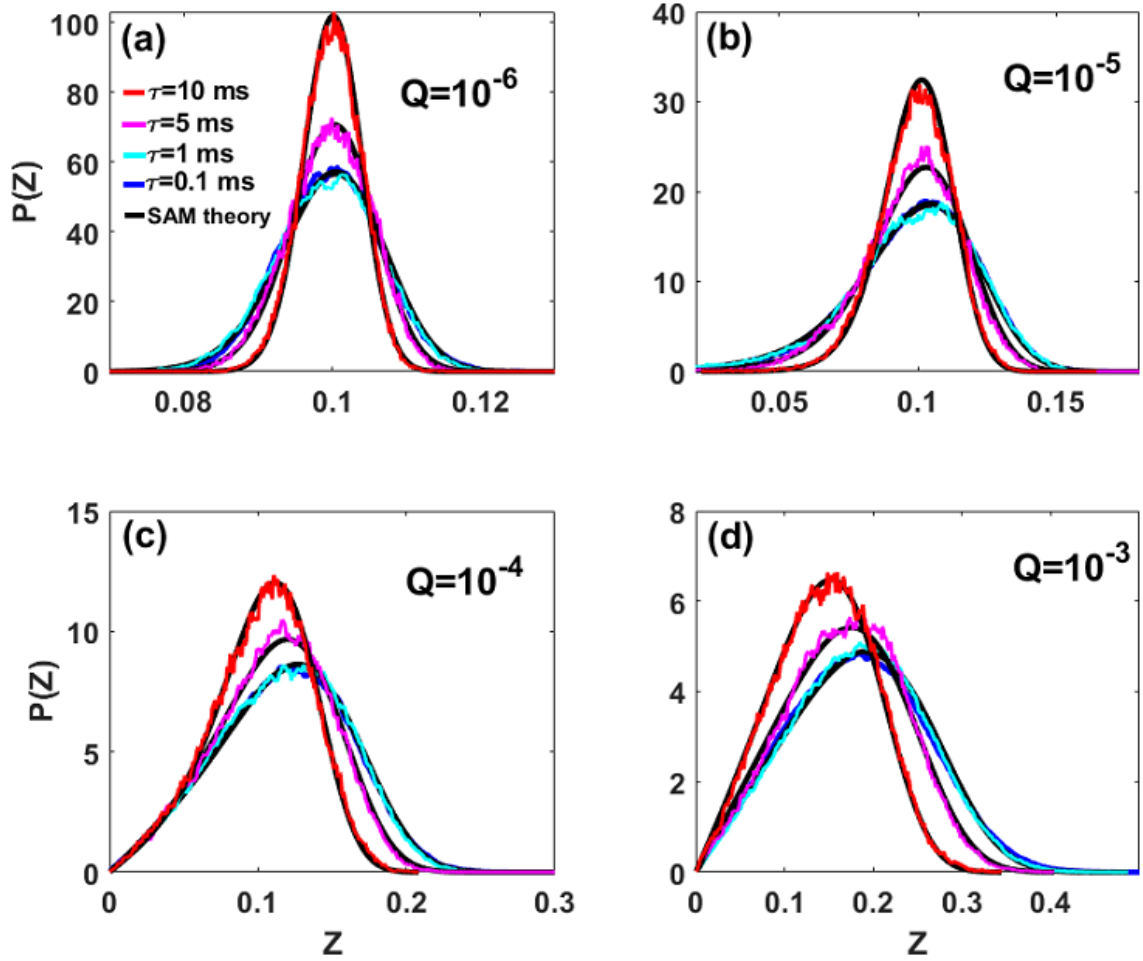 (a)
Q=10^-6
τ=10 ms
τ=5 ms
τ=1 ms
τ=0.1 ms
SAM theory
P(Z)
100
80
60
40
20
0
0.08 0.1 0.12
(b)
Q=10^-5
40
30
20
10
0
0.05 0.1 0.15
(c)
Q=10^-4
P(Z)
15
10
5
0
0 0.1 0.2 0.3
Z
(d)
Q=10^-3
8
6
4
2
0
0 0.1 0.2 0.3 0.4
Z